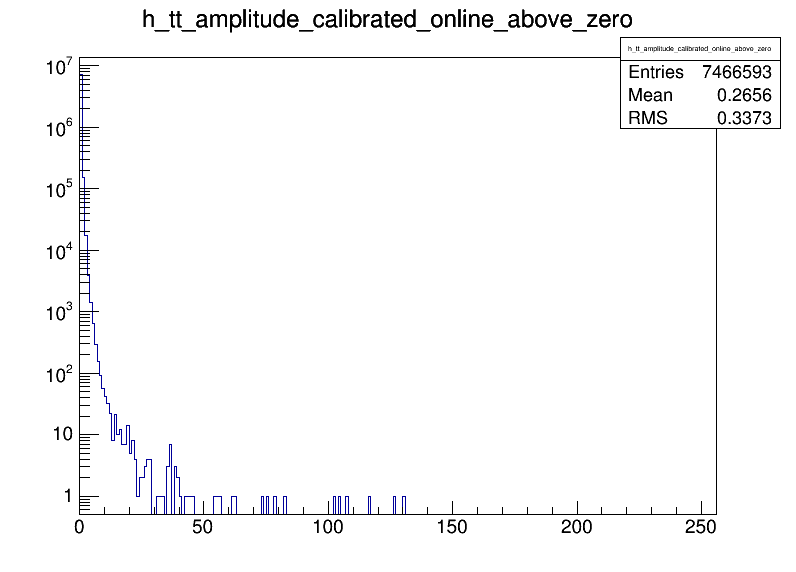 h_tt_amplitude_calibrated_online_above_zero
h_tt_amplitude_calibrated_online_above_zero
Entries 7466593
Mean 0.2656
RMS 0.3373
10^7
10^6
10^5
10^4
10^3
10^2
10
1
0 50 100 150 200 250